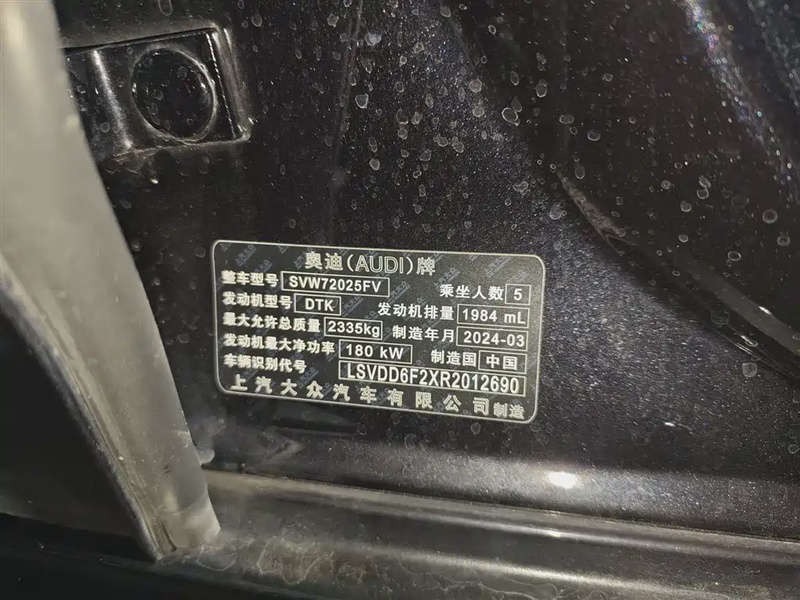 奥迪(AUDI)牌
整车型号 SVW72025FV 乘坐人数 5
发动机型号 DTK 发动机排量 1984 mL
最大允许总质量 2335kg 制造年月 2024-03
发动机最大净功率 180 kW 制造国 中国
车辆识别代号 LSVDD6F2XR2012690
上汽大众汽车有限公司制造